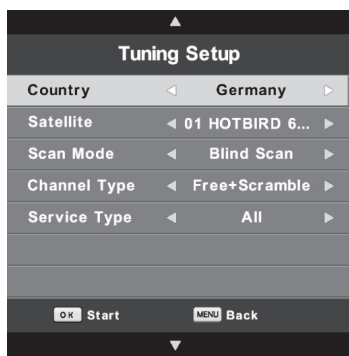 Tuning Setup
Country Germany
Satellite 01 HOTBIRD 6...
Scan Mode Blind Scan
Channel Type Free+Scramble
Service Type All
OK Start MENU Back